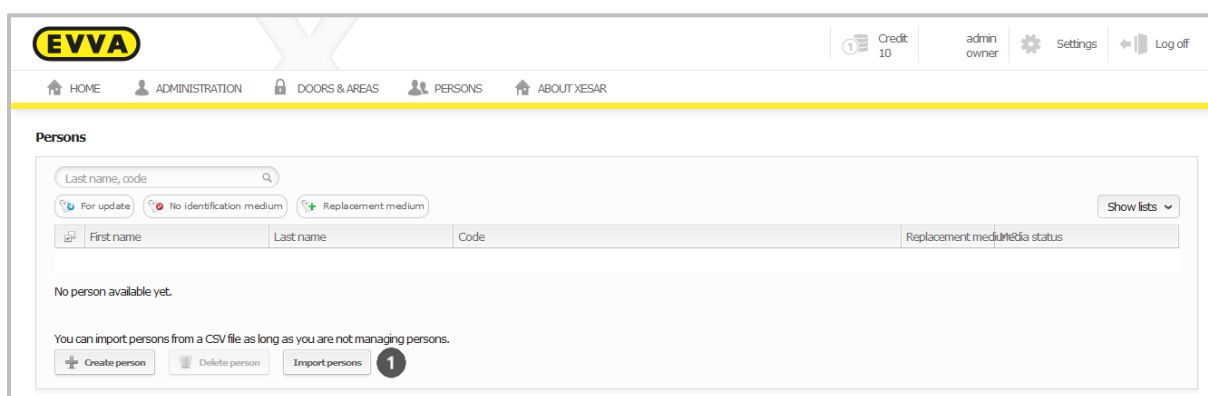 EVVA
1
Credit
10
admin
owner
Settings
Log off
HOME
ADMINISTRATION
DOORS & AREAS
PERSONS
ABOUT XESAR
Persons
Last name, code
For update
No identification medium
Replacement medium
Show lists
First name
Last name
Code
Replacement medium?
Media status
No person available yet.
You can import persons from a CSV file as long as you are not managing persons.
Create person
Delete person
Import persons
1